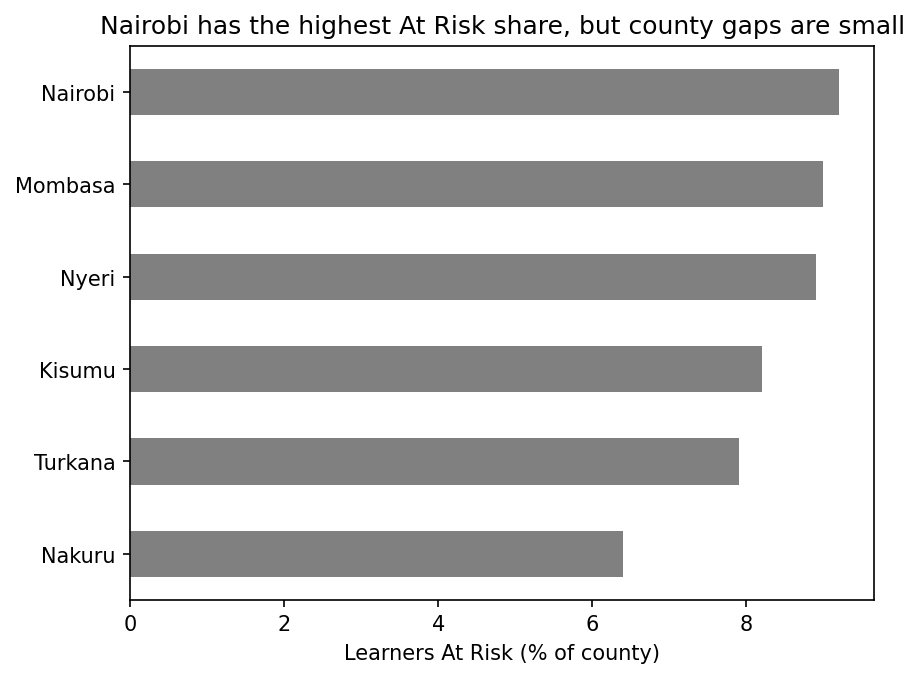 Nairobi has the highest At Risk share, but county gaps are small
Nairobi
Mombasa
Nyeri
Kisumu
Turkana
Nakuru
0 2 4 6 8
Learners At Risk (% of county)